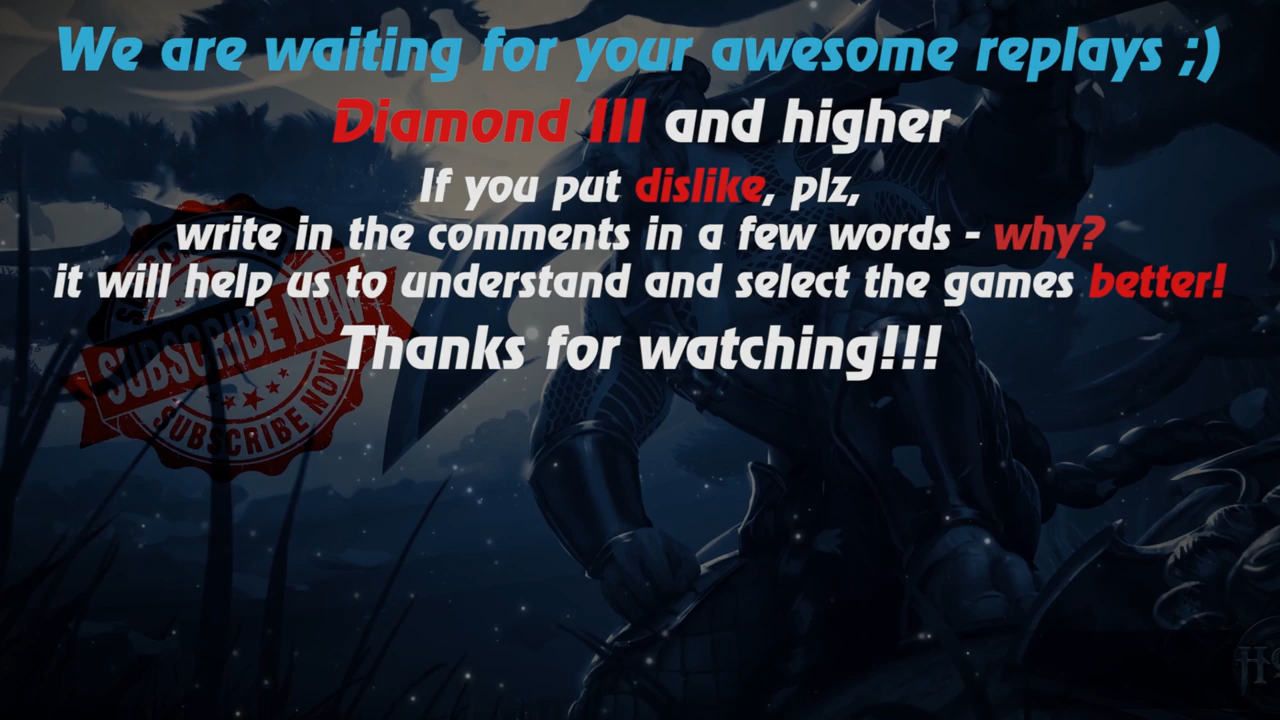 We are waiting for your awesome replays ;)
Diamond III and higher
If you put dislike, plz,
write in the comments in a few words - why?
it will help us to understand and select the games better!
SUBSCRIBE NOW
Thanks for watching!!!
SUBSCRIBE NOW